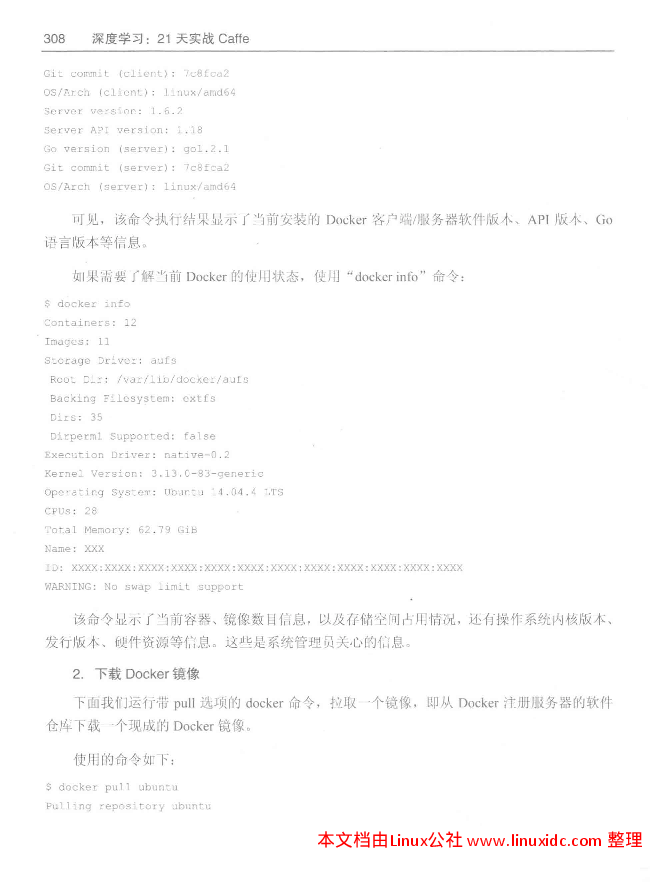 308 深度学习：21 天实战 Caffe
Git commit (client): 7c8fca2
OS/Arch (client): linux/amd64
Server version: 1.6.2
Server API version: 1.18
Go version (server): go1.2.1
Git commit (server): 7c8fca2
OS/Arch (server): linux/amd64
可见，该命令执行结果显示了当前安装的 Docker 客户端/服务器软件版本、API 版本、Go
语言版本等信息。
如果需要了解当前 Docker 的使用状态，使用“docker info”命令：
$ docker info
Containers: 12
Images: 11
Storage Driver: aufs
Root Dir: /var/lib/docker/aufs
Backing Filesystem: extfs
Dirs: 35
Dirperm1 Supported: false
Execution Driver: native-0.2
Kernel Version: 3.13.0-83-generic
Operating System: Ubuntu 14.04.4 LTS
CPUs: 28
Total Memory: 62.79 GiB
Name: XXX
ID: XXXX:XXXX:XXXX:XXXX:XXXX:XXXX:XXXX:XXXX:XXXX:XXXX:XXXX:XXXX
WARNING: No swap limit support
该命令显示了当前容器、镜像数目信息，以及存储空间占用情况，还有操作系统内核版本、
发行版本、硬件资源等信息。这些是系统管理员关心的信息。
2. 下载 Docker 镜像
下面我们运行带 pull 选项的 docker 命令，拉取一个镜像，即从 Docker 注册服务器的软件
仓库下载一个现成的 Docker 镜像。
使用的命令如下：
$ docker pull ubuntu
Pulling repository ubuntu
本文档由Linux公社 www.linuxidc.com 整理